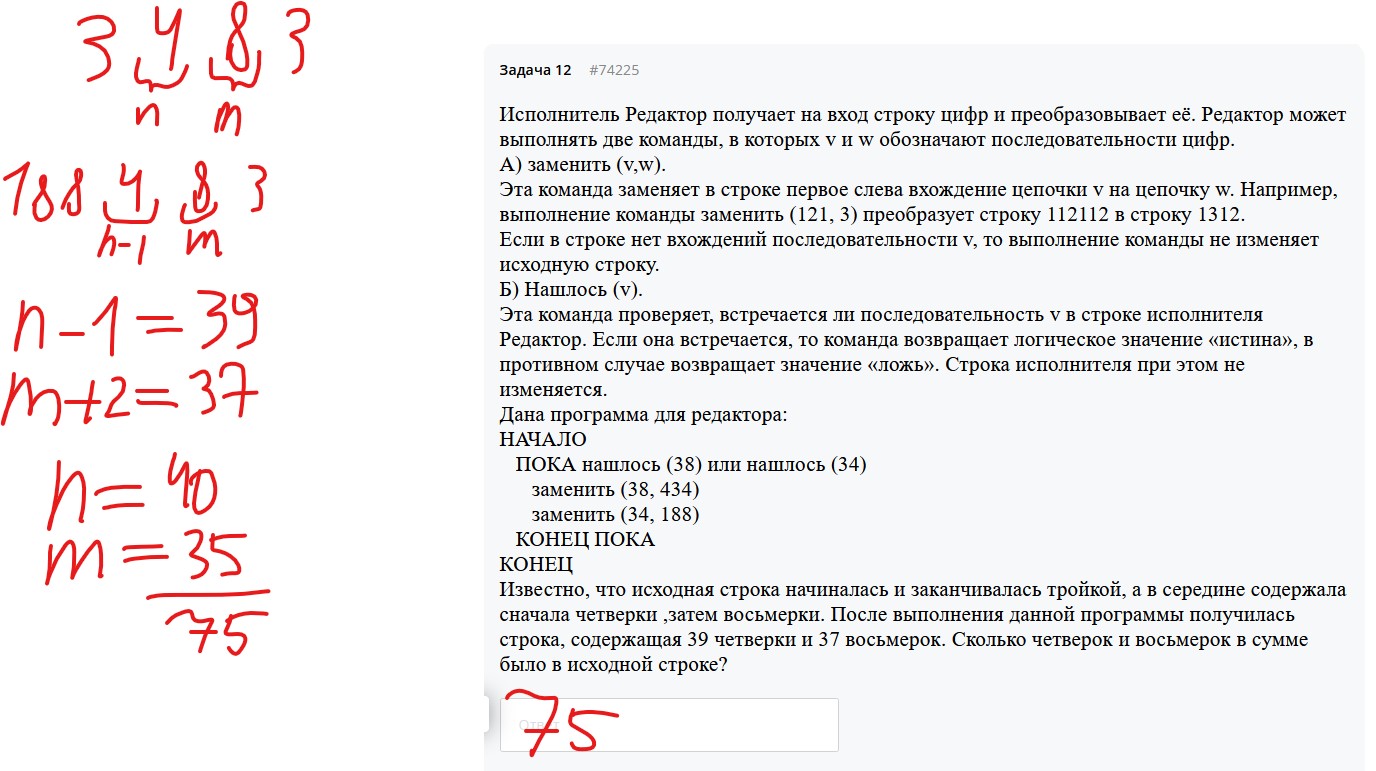 3 4 8 3
n m
188 4 8 3
n-1 m
n-1=39
m+2=37
n=40
m=35
75
Задача 12 #74225
Исполнитель Редактор получает на вход строку цифр и преобразовывает её. Редактор может
выполнять две команды, в которых v и w обозначают последовательности цифр.
А) заменить (v,w).
Эта команда заменяет в строке первое слева вхождение цепочки v на цепочку w. Например,
выполнение команды заменить (121, 3) преобразует строку 112112 в строку 1312.
Если в строке нет вхождений последовательности v, то выполнение команды не изменяет
исходную строку.
Б) Нашлось (v).
Эта команда проверяет, встречается ли последовательность v в строке исполнителя
Редактор. Если она встречается, то команда возвращает логическое значение «истина», в
противном случае возвращает значение «ложь». Строка исполнителя при этом не
изменяется.
Дана программа для редактора:
НАЧАЛО
ПОКА нашлось (38) или нашлось (34)
заменить (38, 434)
заменить (34, 188)
КОНЕЦ ПОКА
КОНЕЦ
Известно, что исходная строка начиналась и заканчивалась тройкой, а в середине содержала
сначала четверки ,затем восьмерки. После выполнения данной программы получилась
строка, содержащая 39 четверки и 37 восьмерок. Сколько четверок и восьмерок в сумме
было в исходной строке?
Ответ
75